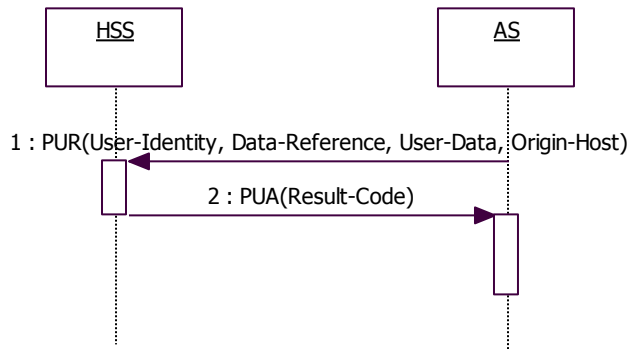 HSS
AS
1 : PUR(User-Identity, Data-Reference, User-Data, Origin-Host)
2 : PUA(Result-Code)